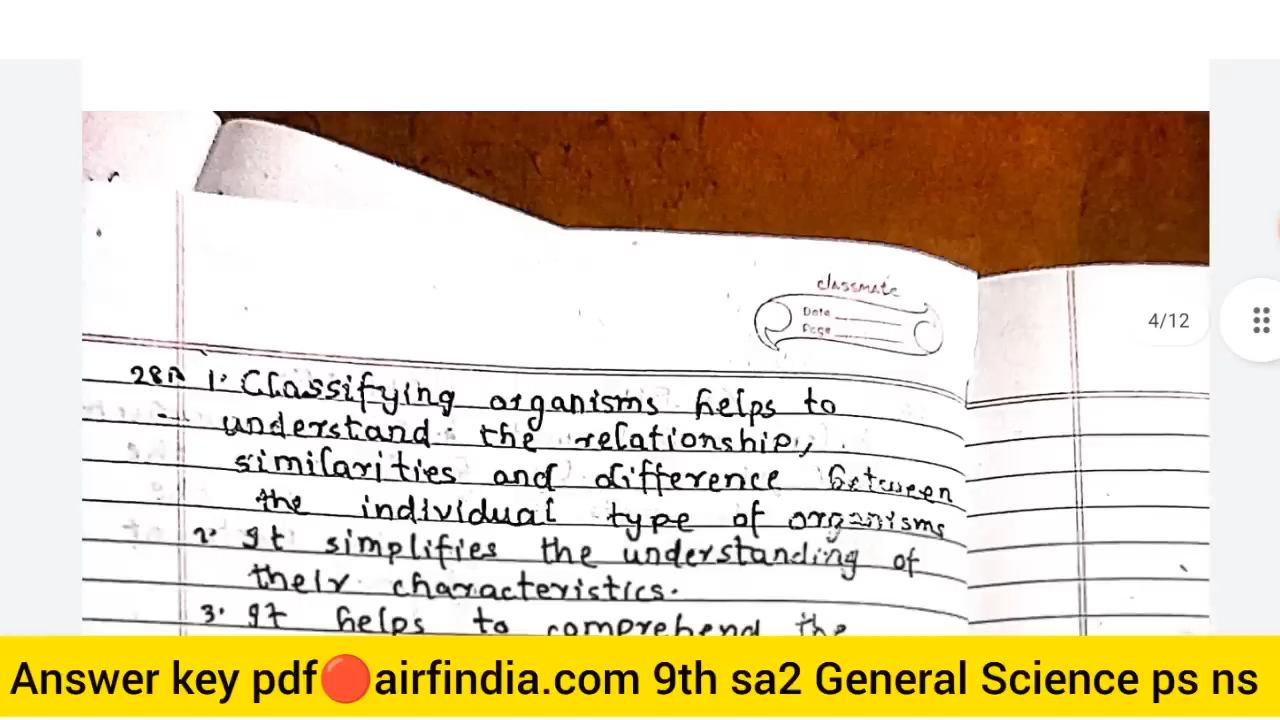 classmate
Date
Page
4/12
28A 1. Classifying organisms helps to
understand the relationship,
similarities and difference between
the individual type of organisms
2. It simplifies the understanding of
their characteristics.
3. It helps to comprehend the
Answer key pdf🔴airfindia.com 9th sa2 General Science ps ns